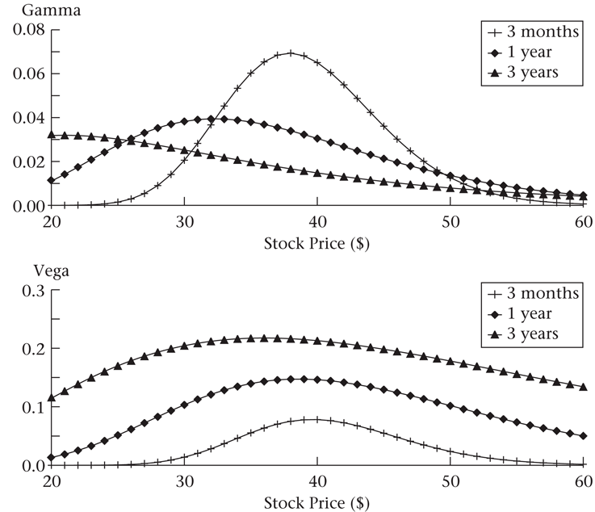 Gamma
0.08
0.06
0.04
0.02
0.00
20 30 40 50 60
Stock Price ($)
3 months
1 year
3 years
Vega
0.3
0.2
0.1
0.0
20 30 40 50 60
Stock Price ($)
3 months
1 year
3 years